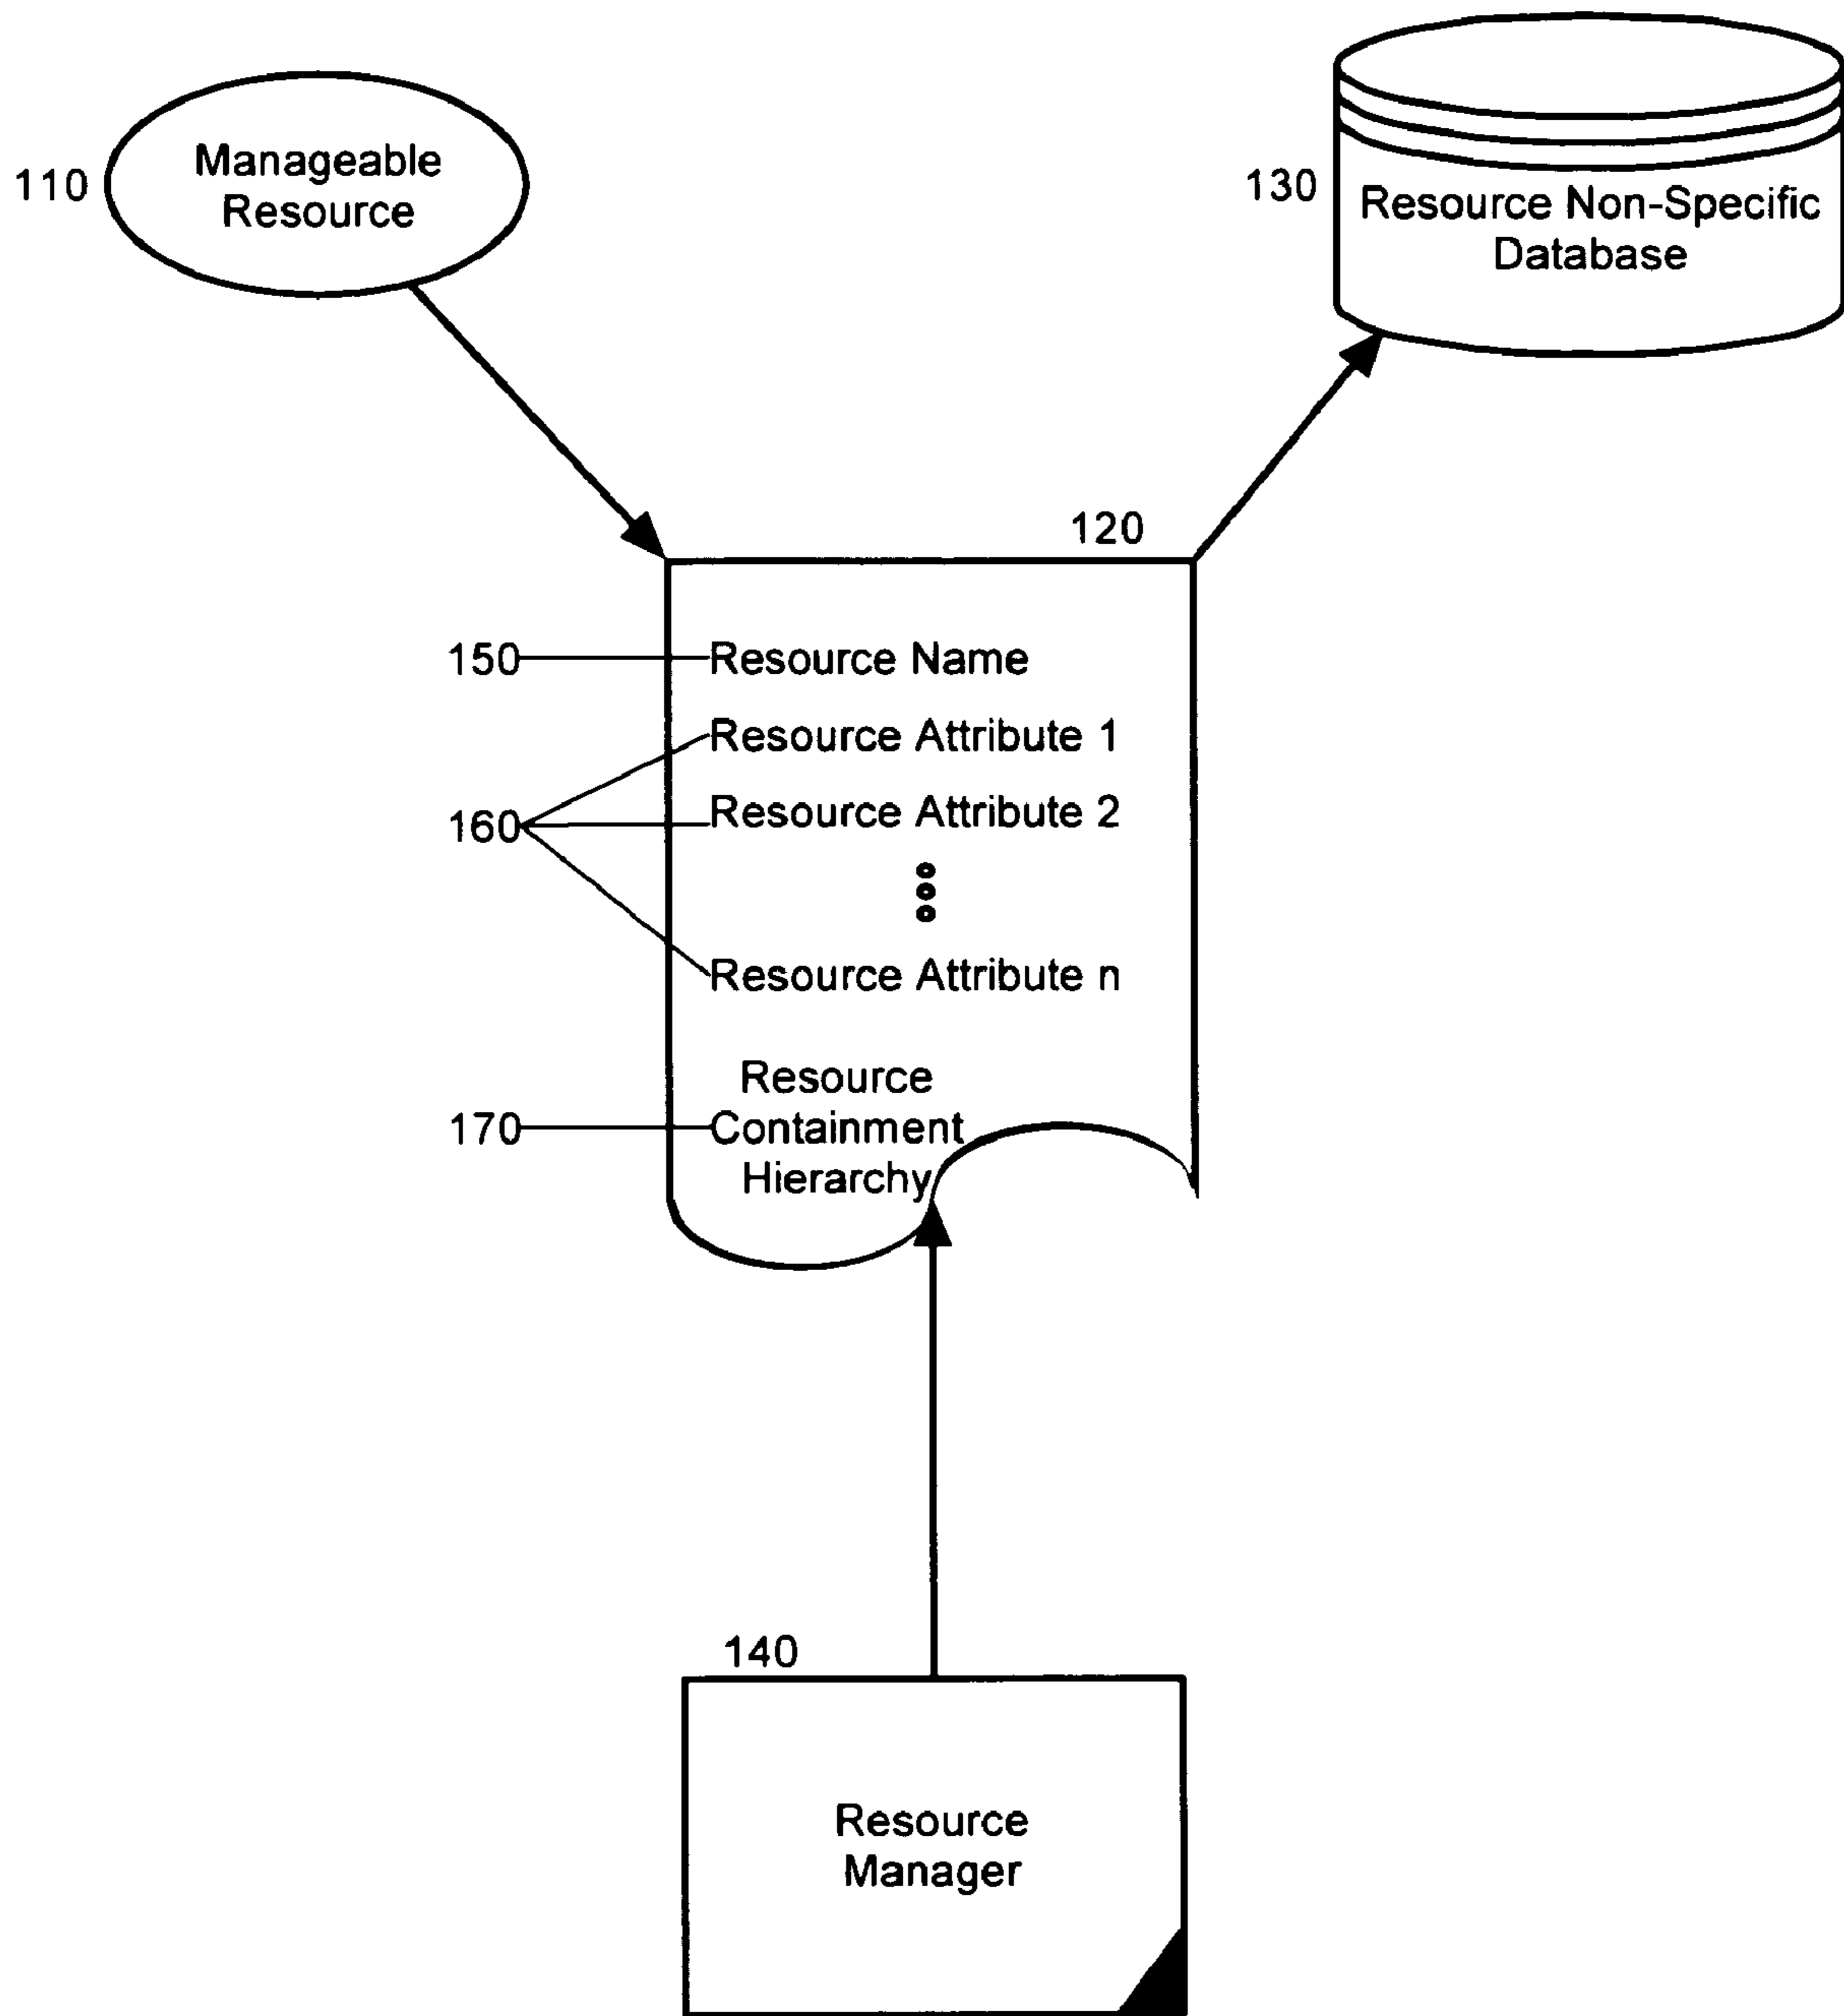 110
Manageable
Resource
130
Resource Non-Specific
Database
120
150
Resource Name
Resource Attribute 1
160
Resource Attribute 2
Resource Attribute n
170
Resource
Containment
Hierarchy
140
Resource
Manager